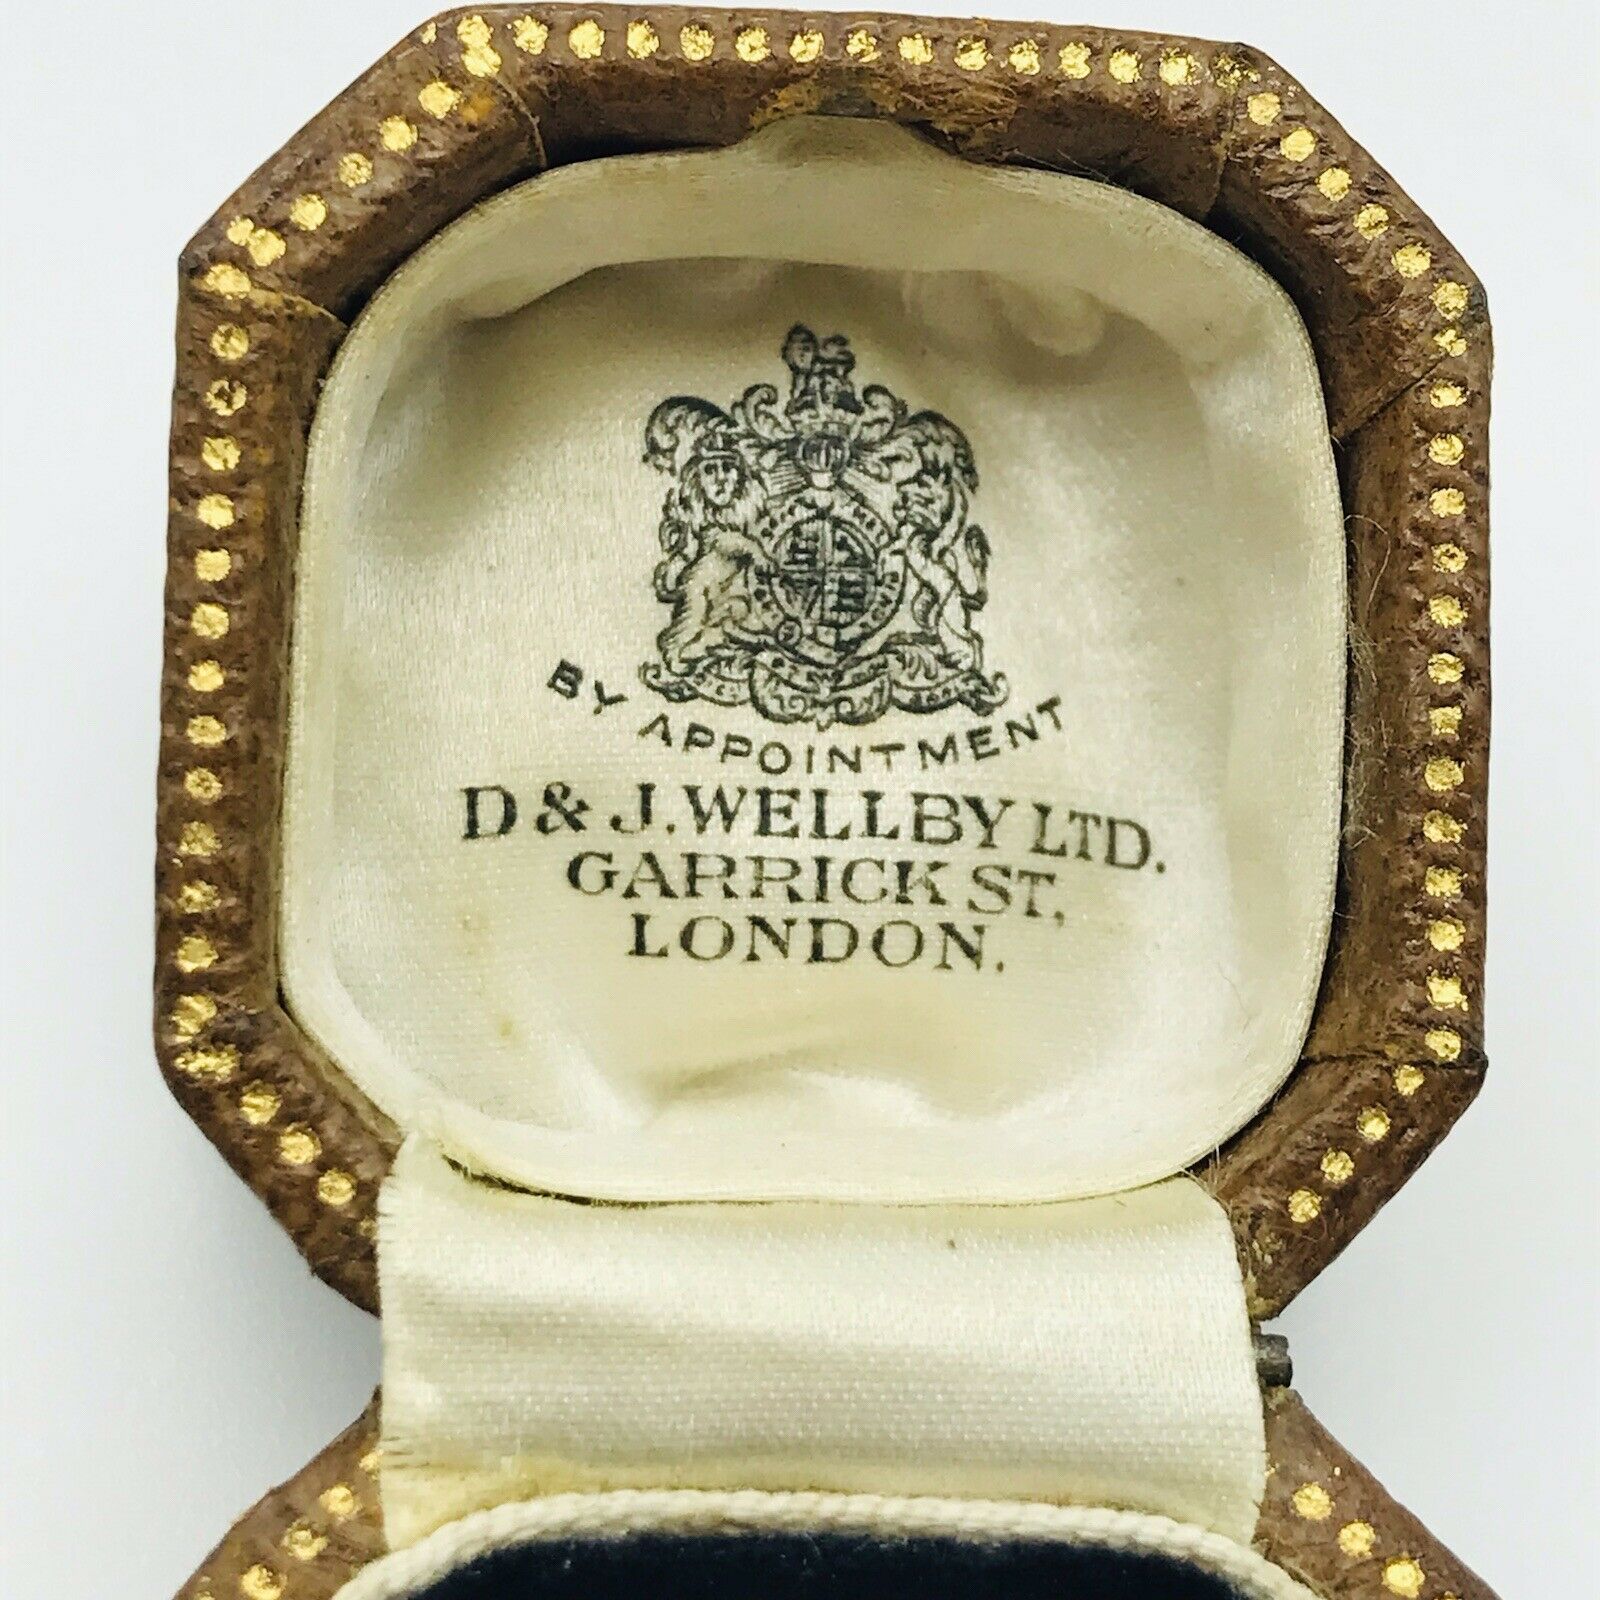 BY APPOINTMENT
D & J. WELLBY LTD.
GARRICK ST,
LONDON.